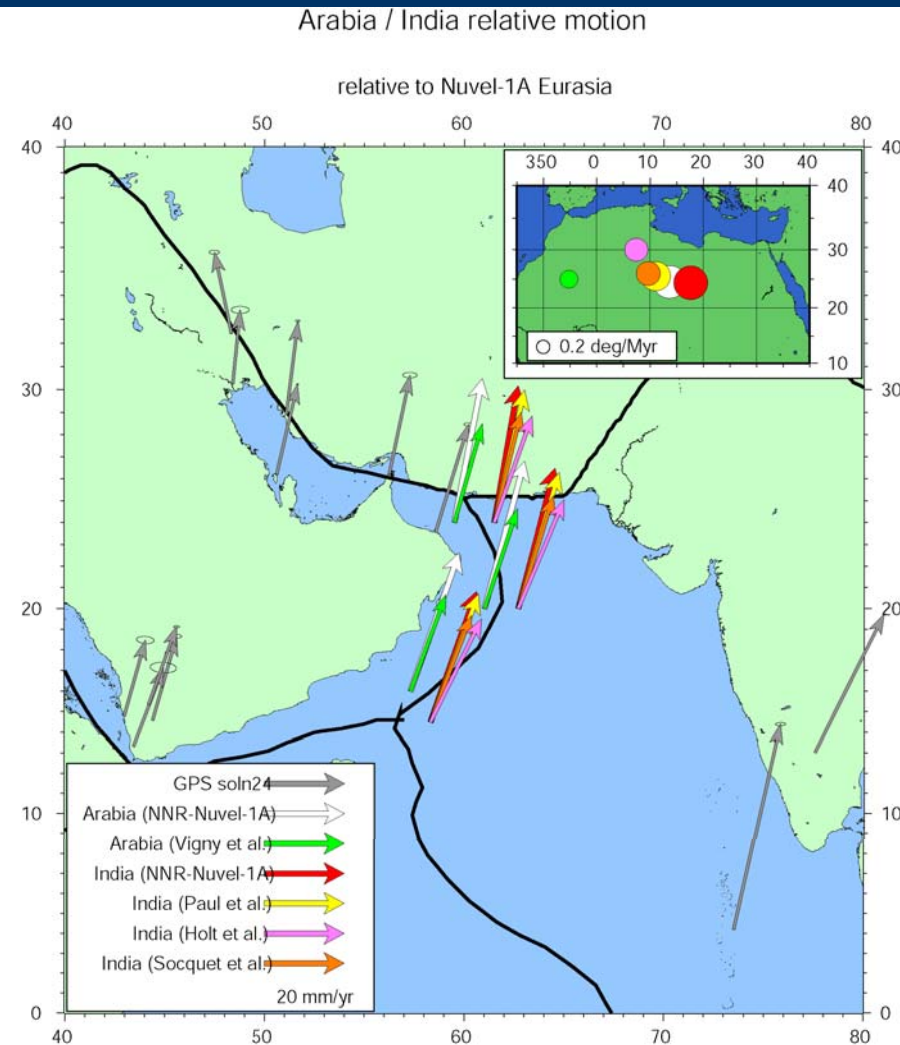 Arabia / India relative motion
relative to Nuvel-1A Eurasia
40 50 60 70 80
40 40
350 0 10 20 30 40
40
30
20
10
0.2 deg/Myr
30 30
20 20
10 10
0 0
GPS soln24
Arabia (NNR-Nuvel-1A)
Arabia (Vigny et al.)
India (NNR-Nuvel-1A)
India (Paul et al.)
India (Holt et al.)
India (Socquet et al.)
20 mm/yr
40 50 60 70 80